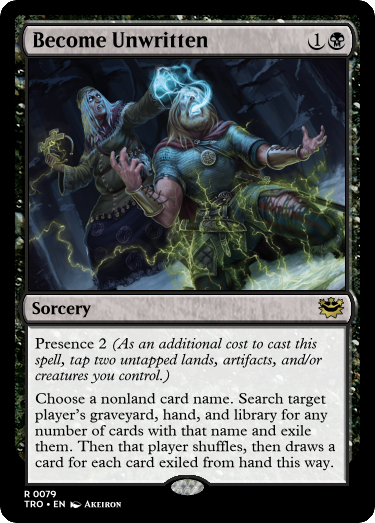 Become Unwritten 1
Sorcery
Presence 2 (As an additional cost to cast this
spell, tap two untapped lands, artifacts, and/or
creatures you control.)
Choose a nonland card name. Search target
player's graveyard, hand, and library for any
number of cards with that name and exile
them. Then that player shuffles, then draws a
card for each card exiled from hand this way.
R 0079
TRO • EN Akeiron